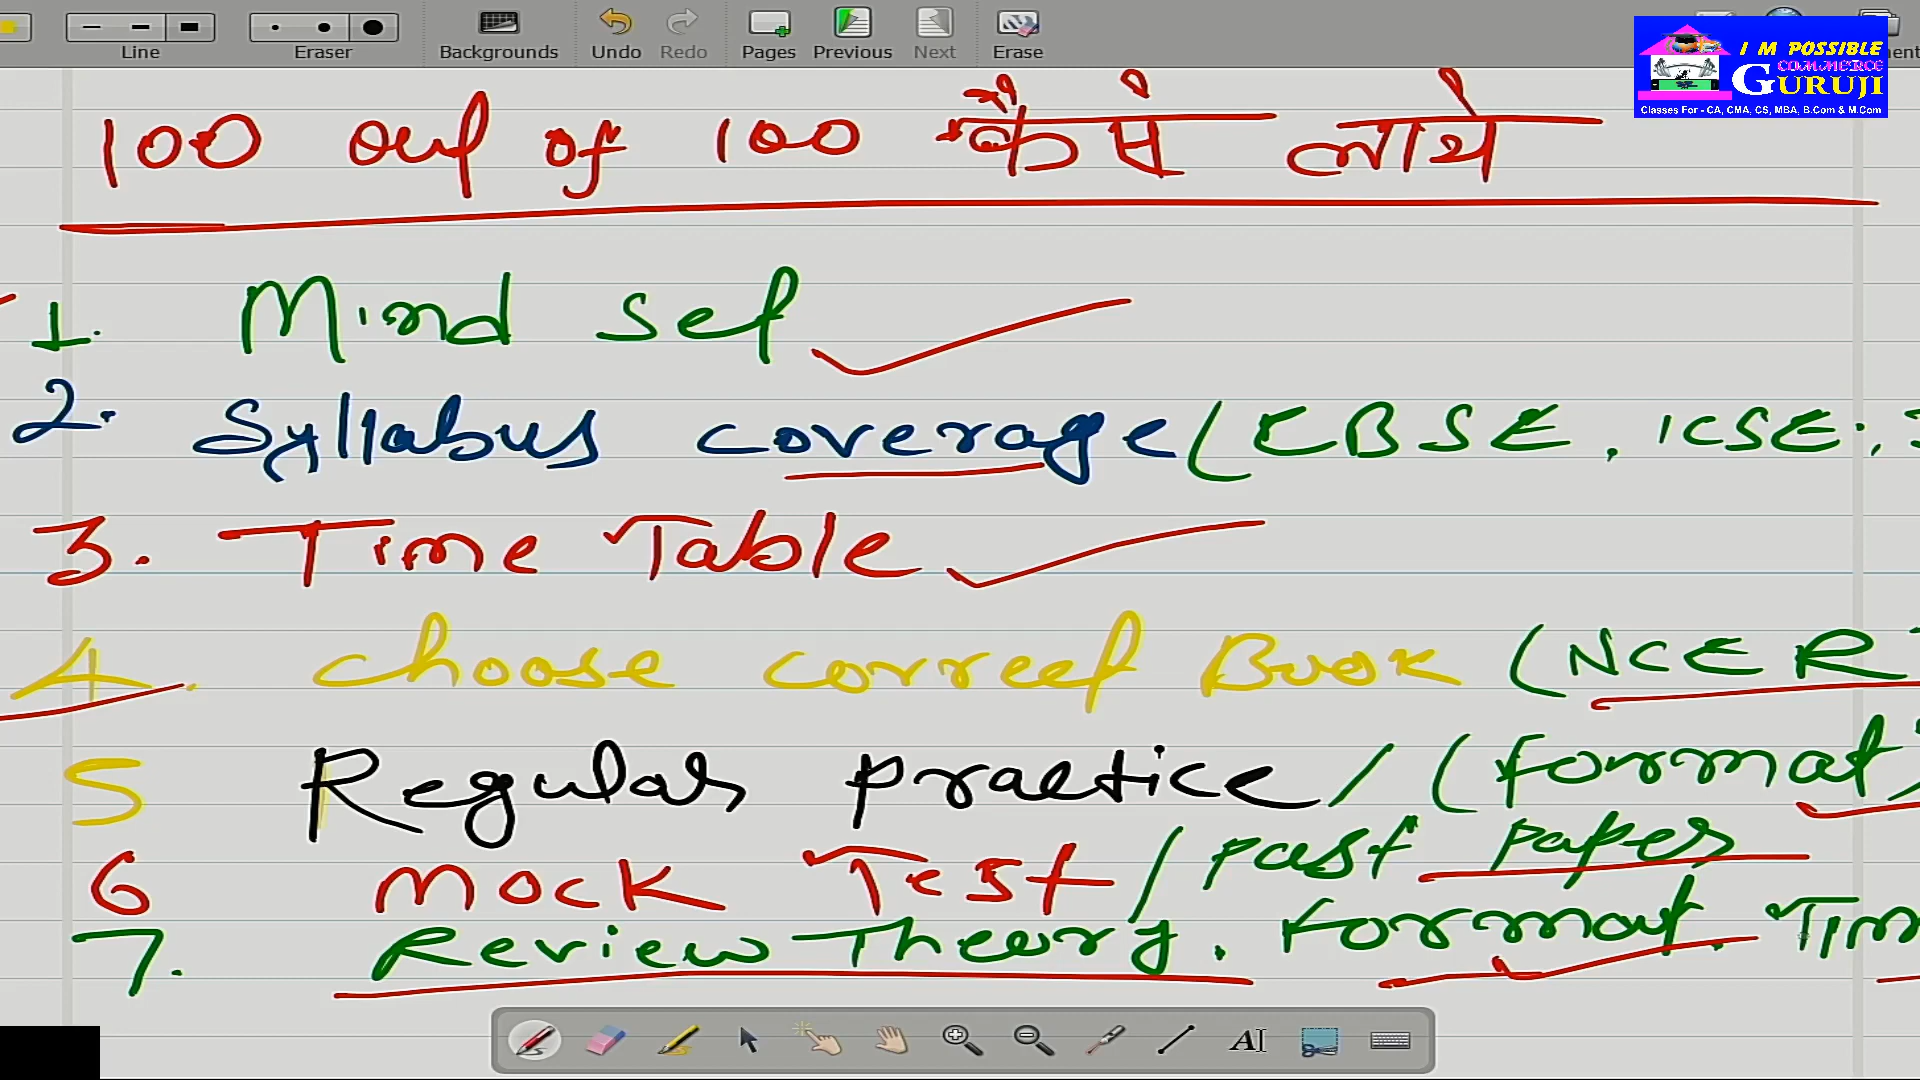 Line
Eraser
Backgrounds
Undo
Redo
Pages
Previous
Next
Erase
I M POSSIBLE
COMMERCE
GURUJI
Classes For - CA, CMA, CS, MBA, B.Com & M.Com
100 out of 100 कैसे लाये
1. Mind set
2. Syllabus coverage (CBSE, ICSE,
3. Time Table
4. Choose correct Book (NCER
5 Regular practice / (Format)
6 Mock Test / past paper
7. Review Theory. Format. Tim